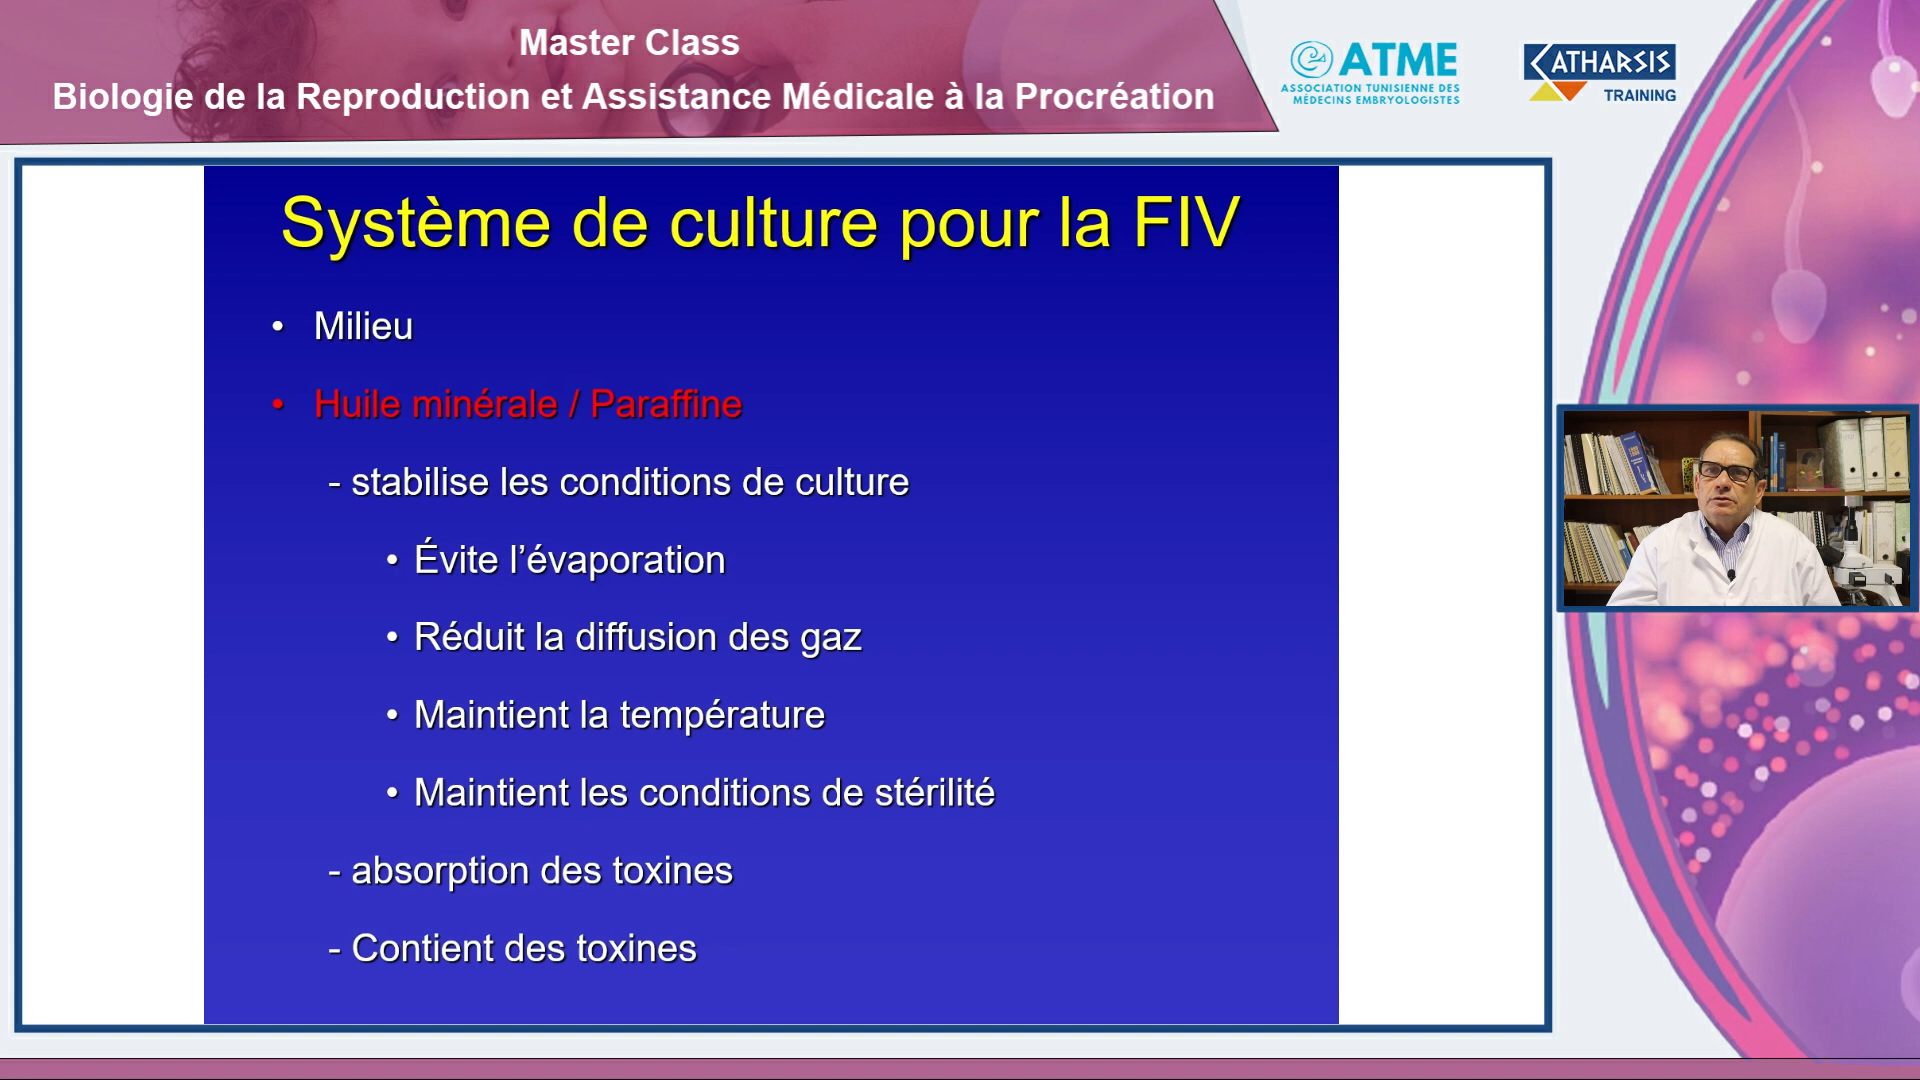 Master Class
Biologie de la Reproduction et Assistance Médicale à la Procréation
ATME
ASSOCIATION TUNISIENNE DES
MÉDECINS EMBRYOLOGISTES
KATHARSIS
TRAINING
Système de culture pour la FIV
• Milieu
• Huile minérale / Paraffine
- stabilise les conditions de culture
• Évite l’évaporation
• Réduit la diffusion des gaz
• Maintient la température
• Maintient les conditions de stérilité
- absorption des toxines
- Contient des toxines